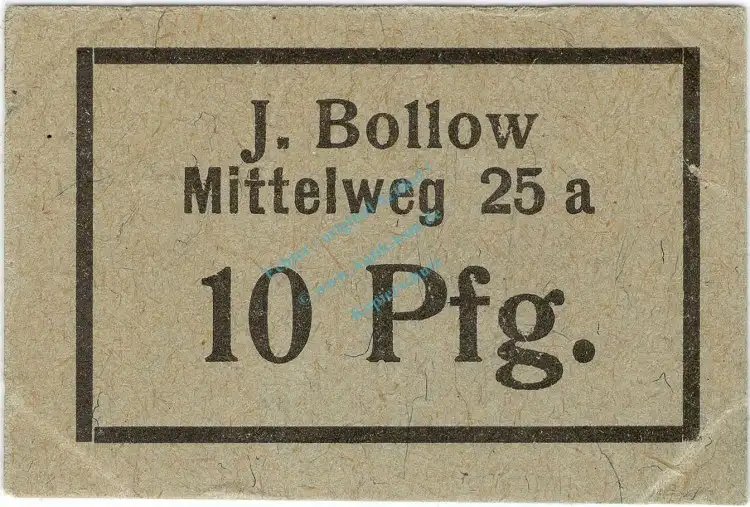 J. Bollow
Mittelweg 25 a
10 Pfg.